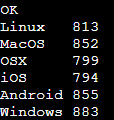 OK
Linux 813
MacOS 852
OSX 799
iOS 794
Android 855
Windows 883